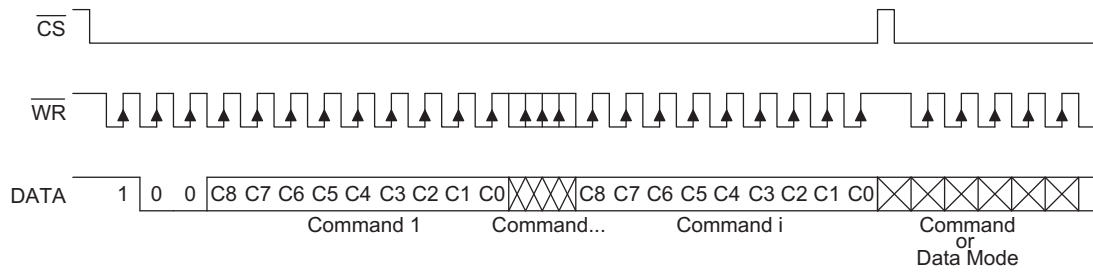 CS
WR
DATA 1 0 0 C8 C7 C6 C5 C4 C3 C2 C1 C0 C8 C7 C6 C5 C4 C3 C2 C1 C0
Command 1 Command... Command i Command
or
Data Mode